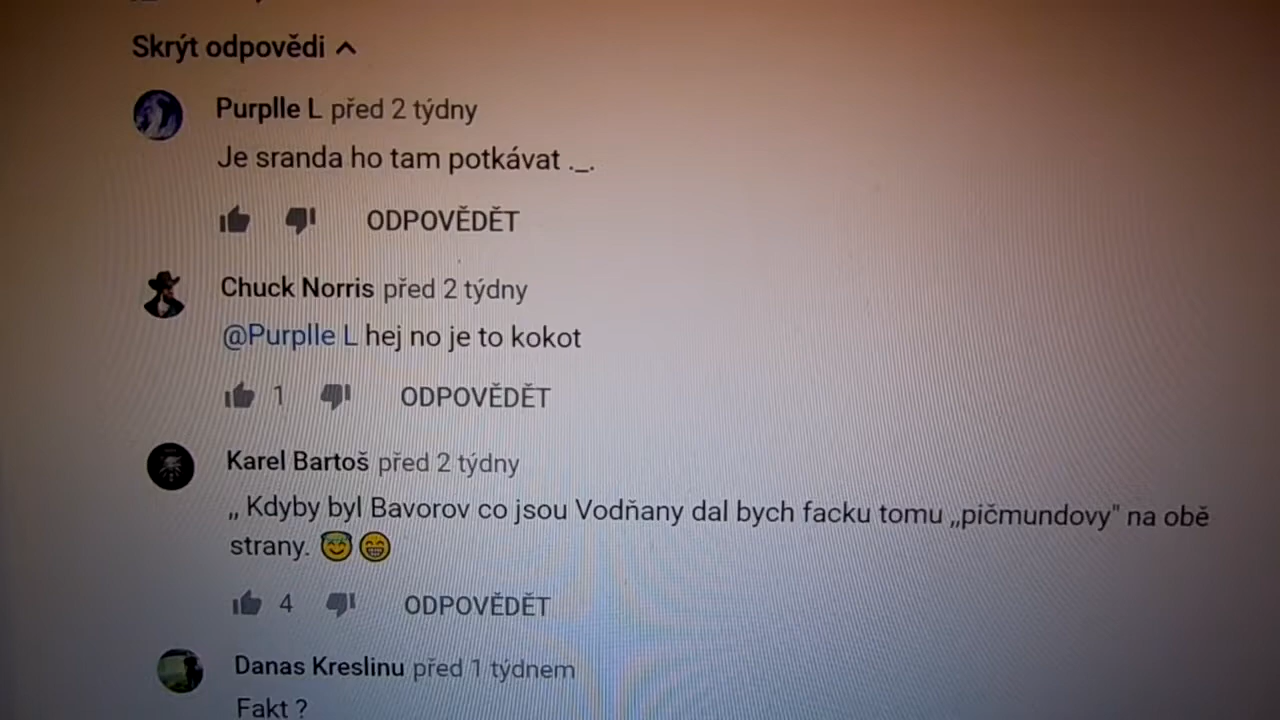 Skrýt odpovědi
Purplle L před 2 týdny
Je sranda ho tam potkávat ._.
ODPOVĚDĚT
Chuck Norris před 2 týdny
@Purplle L hej no je to kokot
1 ODPOVĚDĚT
Karel Bartoš před 2 týdny
„ Kdyby byl Bavorov co jsou Vodňany dal bych facku tomu „pičmundovy" na obě
strany. 😇😁
4 ODPOVĚDĚT
Danas Kreslinu před 1 týdnem
Fakt ?